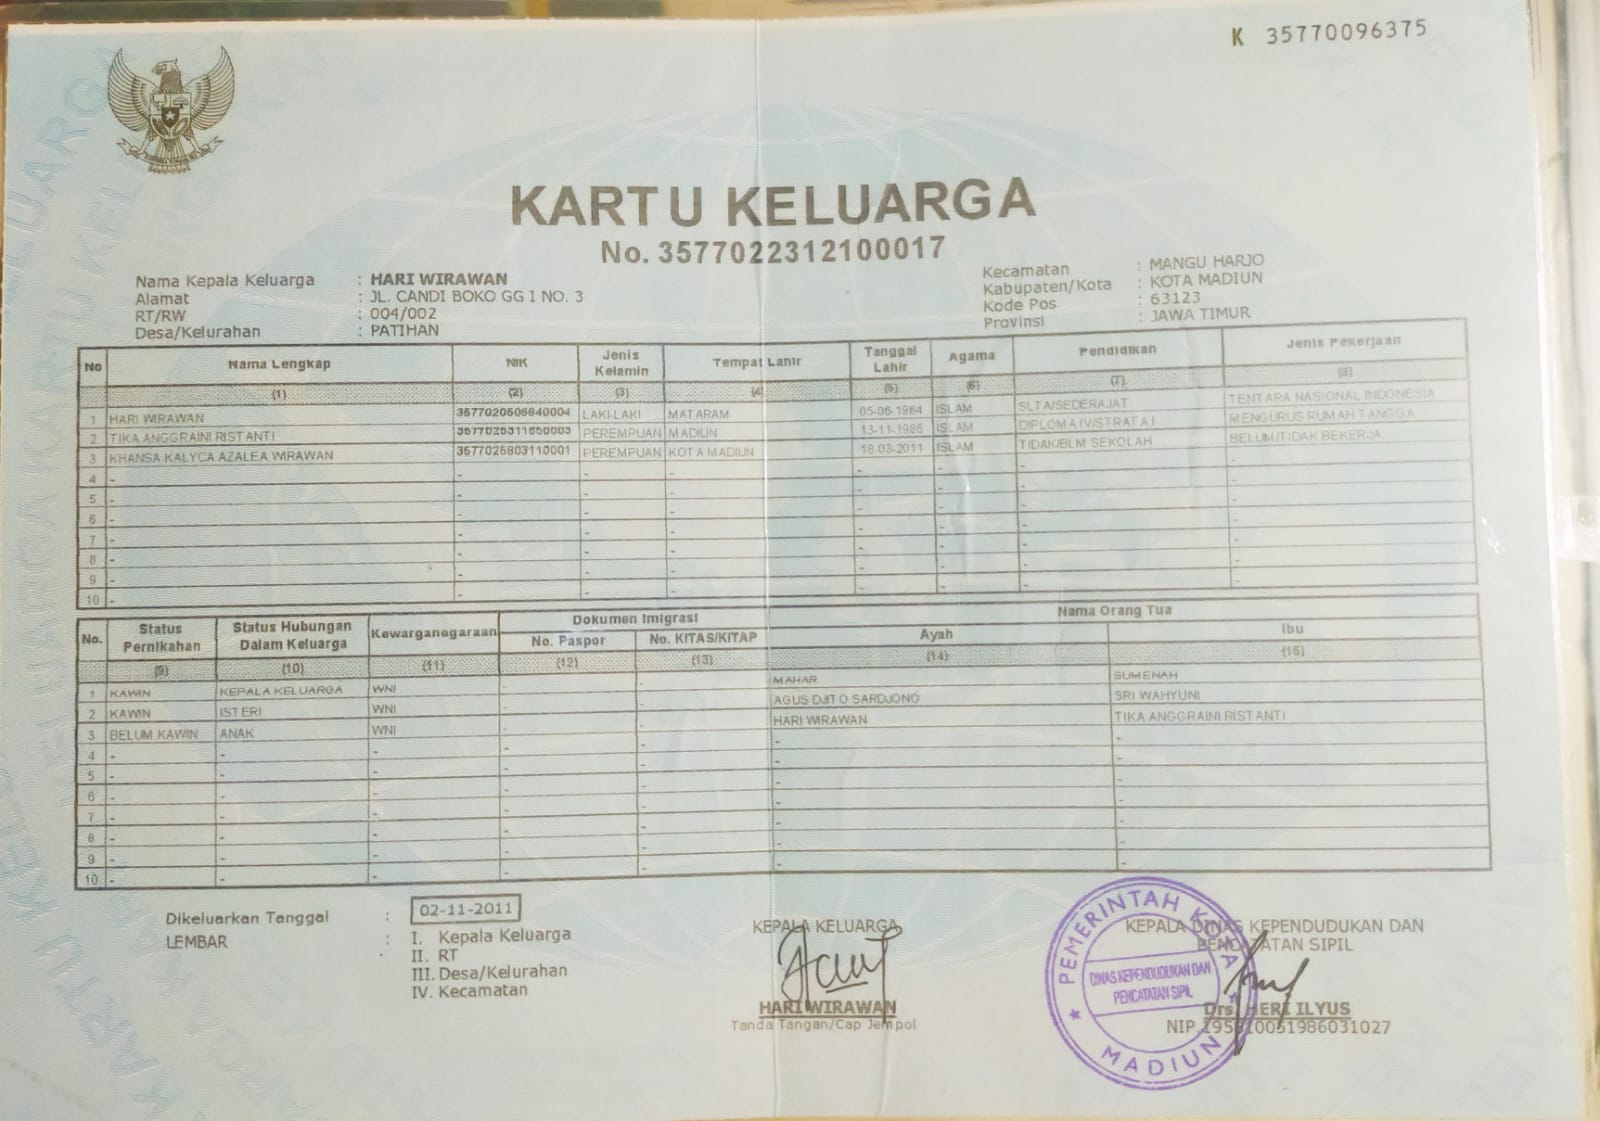 K 35770096375
KARTU KELUARGA
No. 3577022312100017
Nama Kepala Keluarga : HARI WIRAWAN
Alamat : JL. CANDI BOKO GG I NO. 3
RT/RW : 004/002
Desa/Kelurahan : PATIHAN
Kecamatan : MANGU HARJO
Kabupaten/Kota : KOTA MADIUN
Kode Pos : 63123
Provinsi : JAWA TIMUR
No Nama Lengkap NIK Jenis Kelamin Tempat Lahir Tanggal Lahir Agama Pendidikan Jenis Pekerjaan
(1) (2) (3) (4) (5) (6) (7) (8)
1 HARI WIRAWAN 3577020506840004 LAKI-LAKI MATARAM 05-06-1984 ISLAM SLTA/SEDERAJAT TENTARA NASIONAL INDONESIA
2 TIKA ANGGRAINI RISTANTI PEREMPUAN MADIUN 13-11-1985 ISLAM DIPLOMA IV/STRATA I MENGURUS RUMAH TANGGA
3 KHANSA KALYCA AZALEA WIRAWAN 3577025803110001 PEREMPUAN KOTA MADIUN 18-03-2011 ISLAM TIDAK/BLM SEKOLAH BELUM/TIDAK BEKERJA
4 - - - - - - - -
5 - - - - - - - -
6 - - - - - - - -
7 - - - - - - - -
8 - - - - - - - -
9 - - - - - - - -
10 - - - - - - - -
No. Status Pernikahan Status Hubungan Dalam Keluarga Kewarganegaraan Dokumen Imigrasi Nama Orang Tua
No. Paspor No. KITAS/KITAP Ayah Ibu
(9) (10) (11) (12) (13) (14) (15)
1 KAWIN KEPALA KELUARGA WNI - - MAHAR SUMENAH
2 KAWIN ISTERI WNI - - AGUS DJITO SARDJONO SRI WAHYUNI
3 BELUM KAWIN ANAK WNI - - HARI WIRAWAN TIKA ANGGRAINI RISTANTI
4 - - - - - - -
5 - - - - - - -
6 - - - - - - -
7 - - - - - - -
8 - - - - - - -
9 - - - - - - -
10 - - - - - - -
Dikeluarkan Tanggal : 02-11-2011
LEMBAR : I. Kepala Keluarga
II. RT
III. Desa/Kelurahan
IV. Kecamatan
KEPALA KELUARGA
HARI WIRAWAN
Tanda Tangan/Cap Jempol
KEPALA DINAS KEPENDUDUKAN DAN
PENCATATAN SIPIL
Drs. HERI ILYUS
NIP.
PEMERINTAH KOTA
DINAS KEPENDUDUKAN DAN
PENCATATAN SIPIL
MADIUN